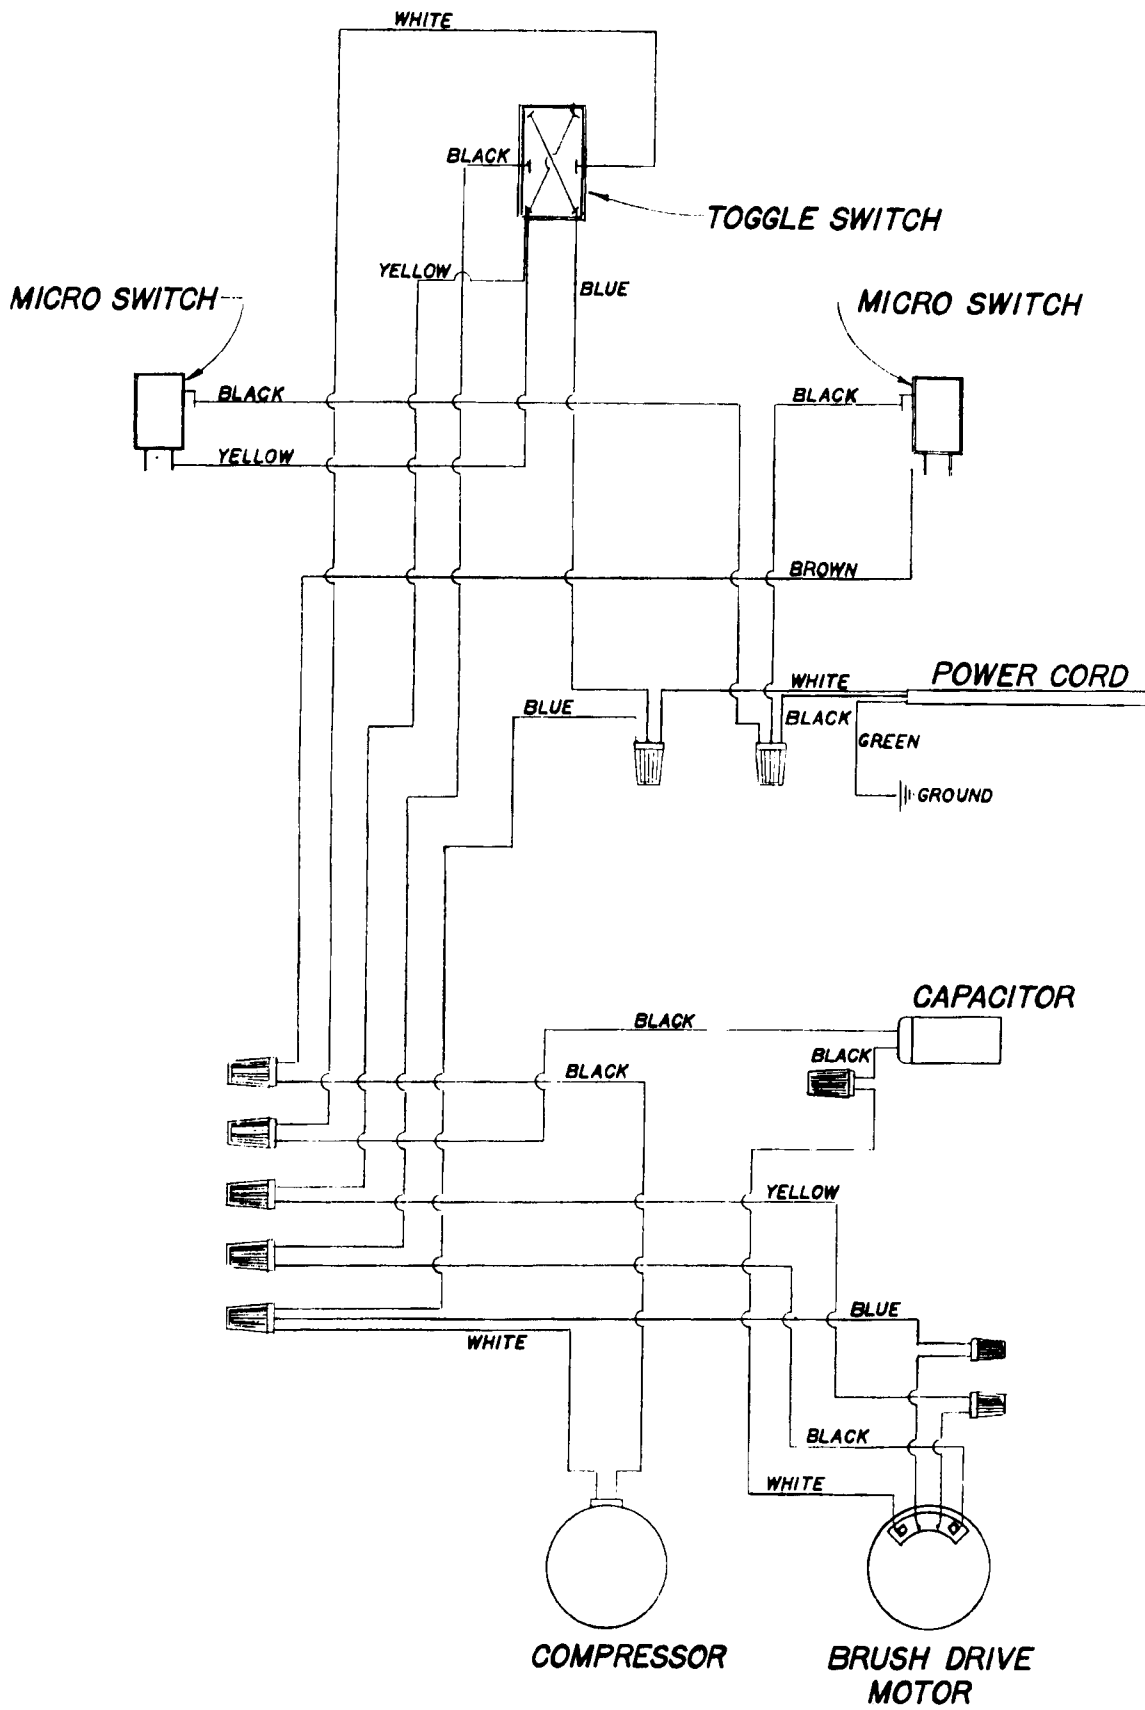 WHITE
BLACK
TOGGLE SWITCH
YELLOW
BLUE
MICRO SWITCH
MICRO SWITCH
BLACK
BLACK
YELLOW
BROWN
POWER CORD
WHITE
BLUE
BLACK
GREEN
GROUND
CAPACITOR
BLACK
BLACK
BLACK
YELLOW
BLUE
WHITE
BLACK
WHITE
COMPRESSOR
BRUSH DRIVE
MOTOR